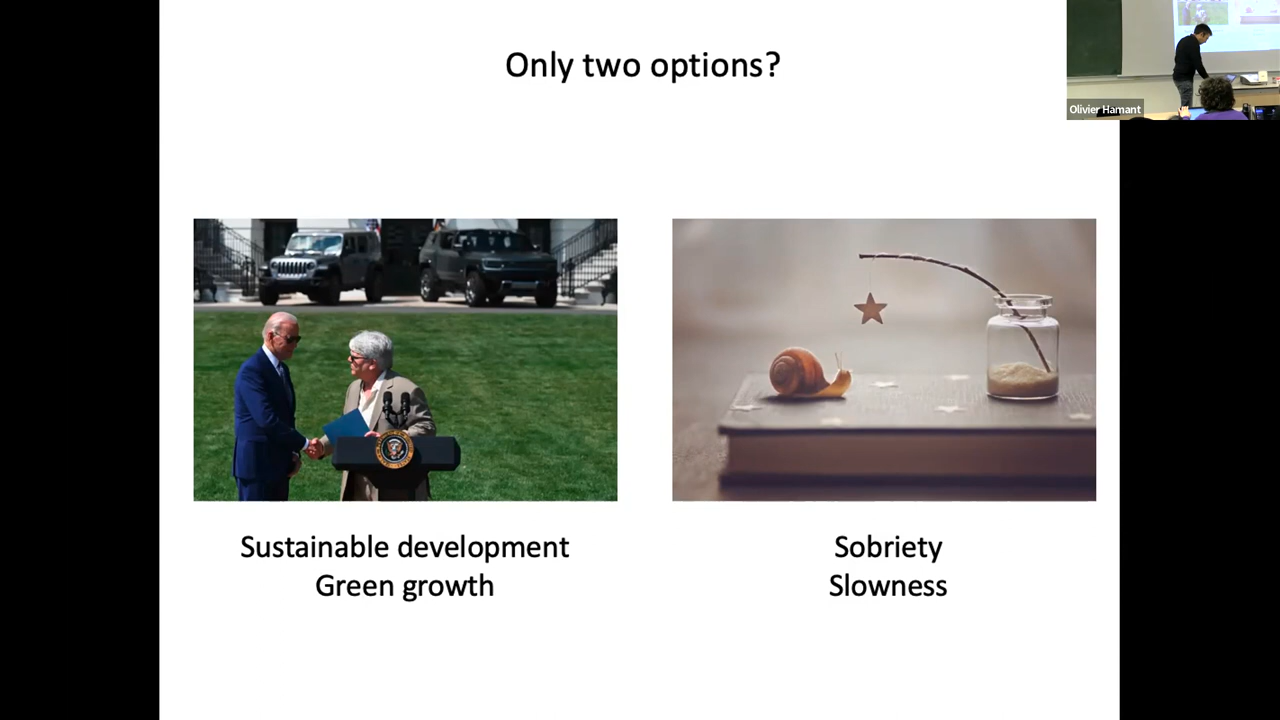 Only two options?
Olivier Hamant
Sustainable development
Green growth
Sobriety
Slowness